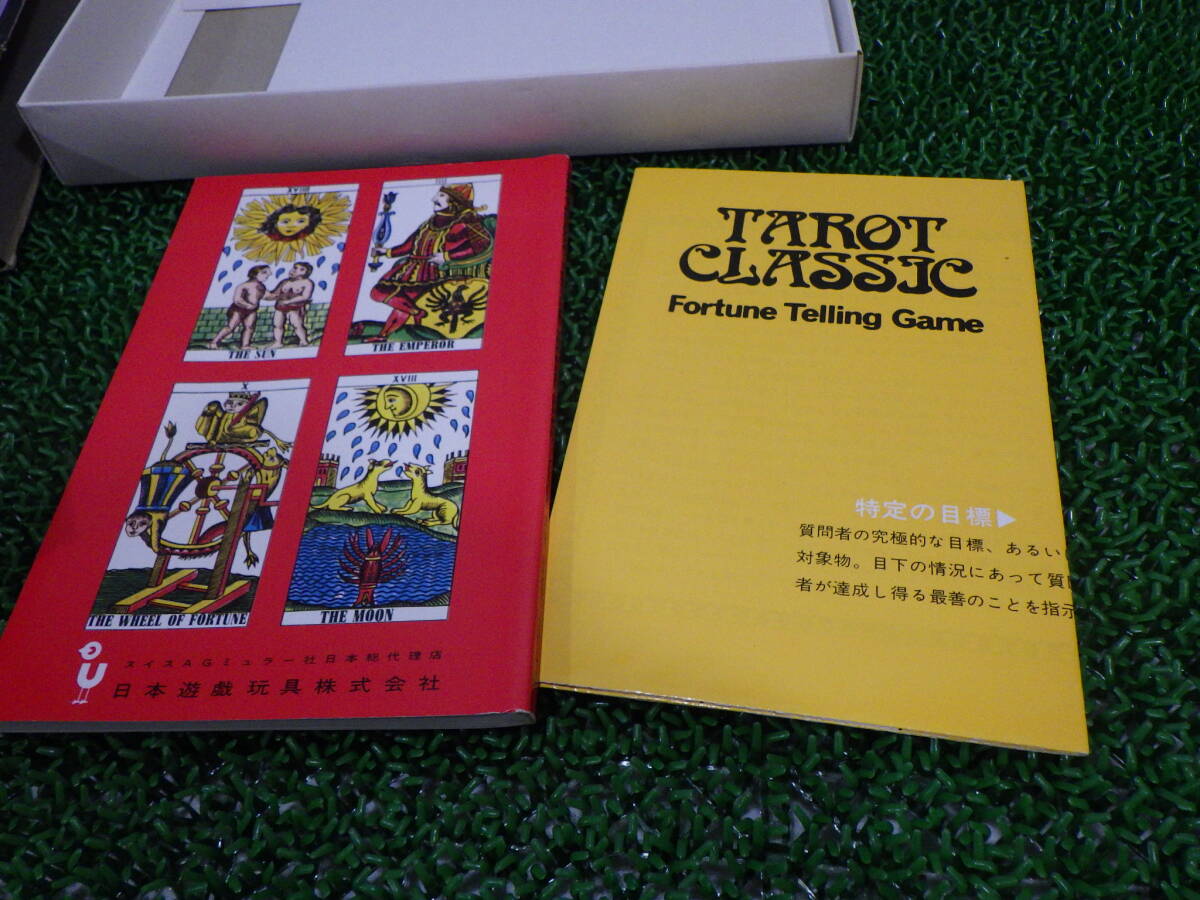 XVIIII
THE SUN
IIII
THE EMPEROR
X
THE WHEEL OF FORTUNE
XVIII
THE MOON
スイスAGミュラー社日本総代理店
日本遊戯玩具株式会社
TAROT
CLASSIC
Fortune Telling Game
特定の目標▶
質問者の究極的な目標、あるい
対象物。目下の情況にあって質
者が達成し得る最善のことを指示